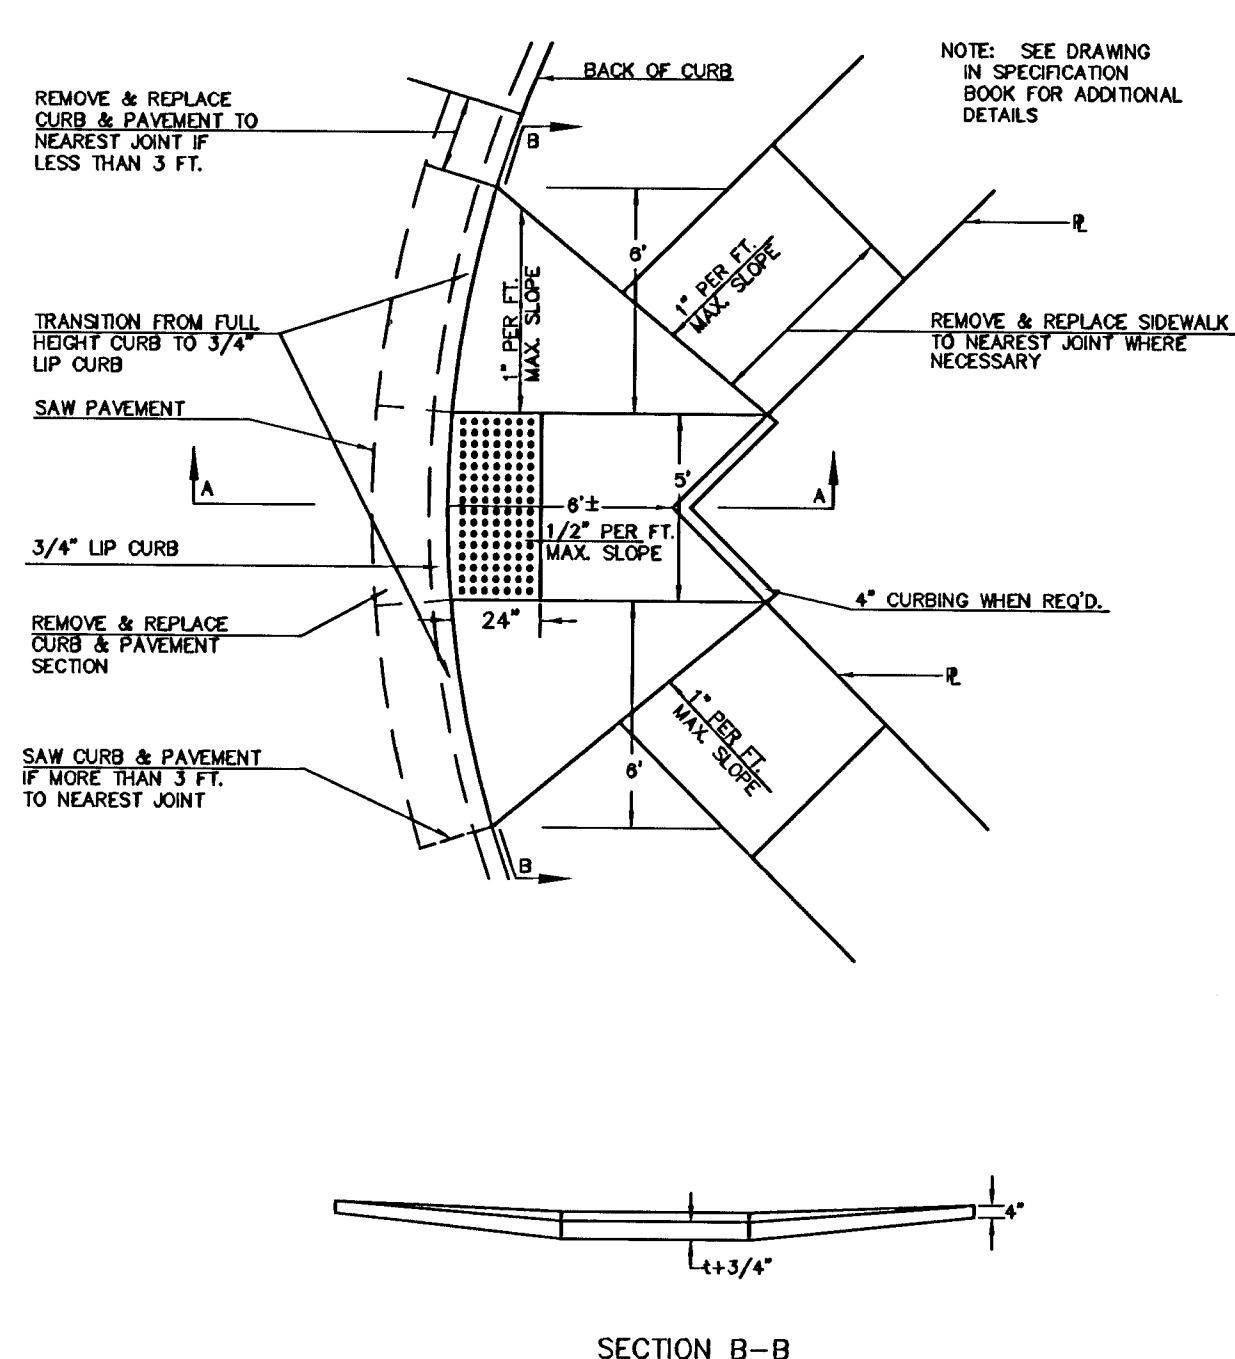 BACK OF CURB
NOTE: SEE DRAWING
IN SPECIFICATION
BOOK FOR ADDITIONAL
DETAILS
REMOVE & REPLACE
CURB & PAVEMENT TO
NEAREST JOINT IF
LESS THAN 3 FT.
B
PL
6'
1" PER FT.
MAX. SLOPE
1" PER FT.
MAX. SLOPE
TRANSITION FROM FULL
HEIGHT CURB TO 3/4"
LIP CURB
REMOVE & REPLACE SIDEWALK
TO NEAREST JOINT WHERE
NECESSARY
SAW PAVEMENT
A
5'
A
6'±
1/2" PER FT.
MAX. SLOPE
3/4" LIP CURB
4" CURBING WHEN REQ'D.
24"
REMOVE & REPLACE
CURB & PAVEMENT
SECTION
PL
1" PER FT.
MAX. SLOPE
6'
SAW CURB & PAVEMENT
IF MORE THAN 3 FT.
TO NEAREST JOINT
B
4"
t+3/4"
SECTION B-B